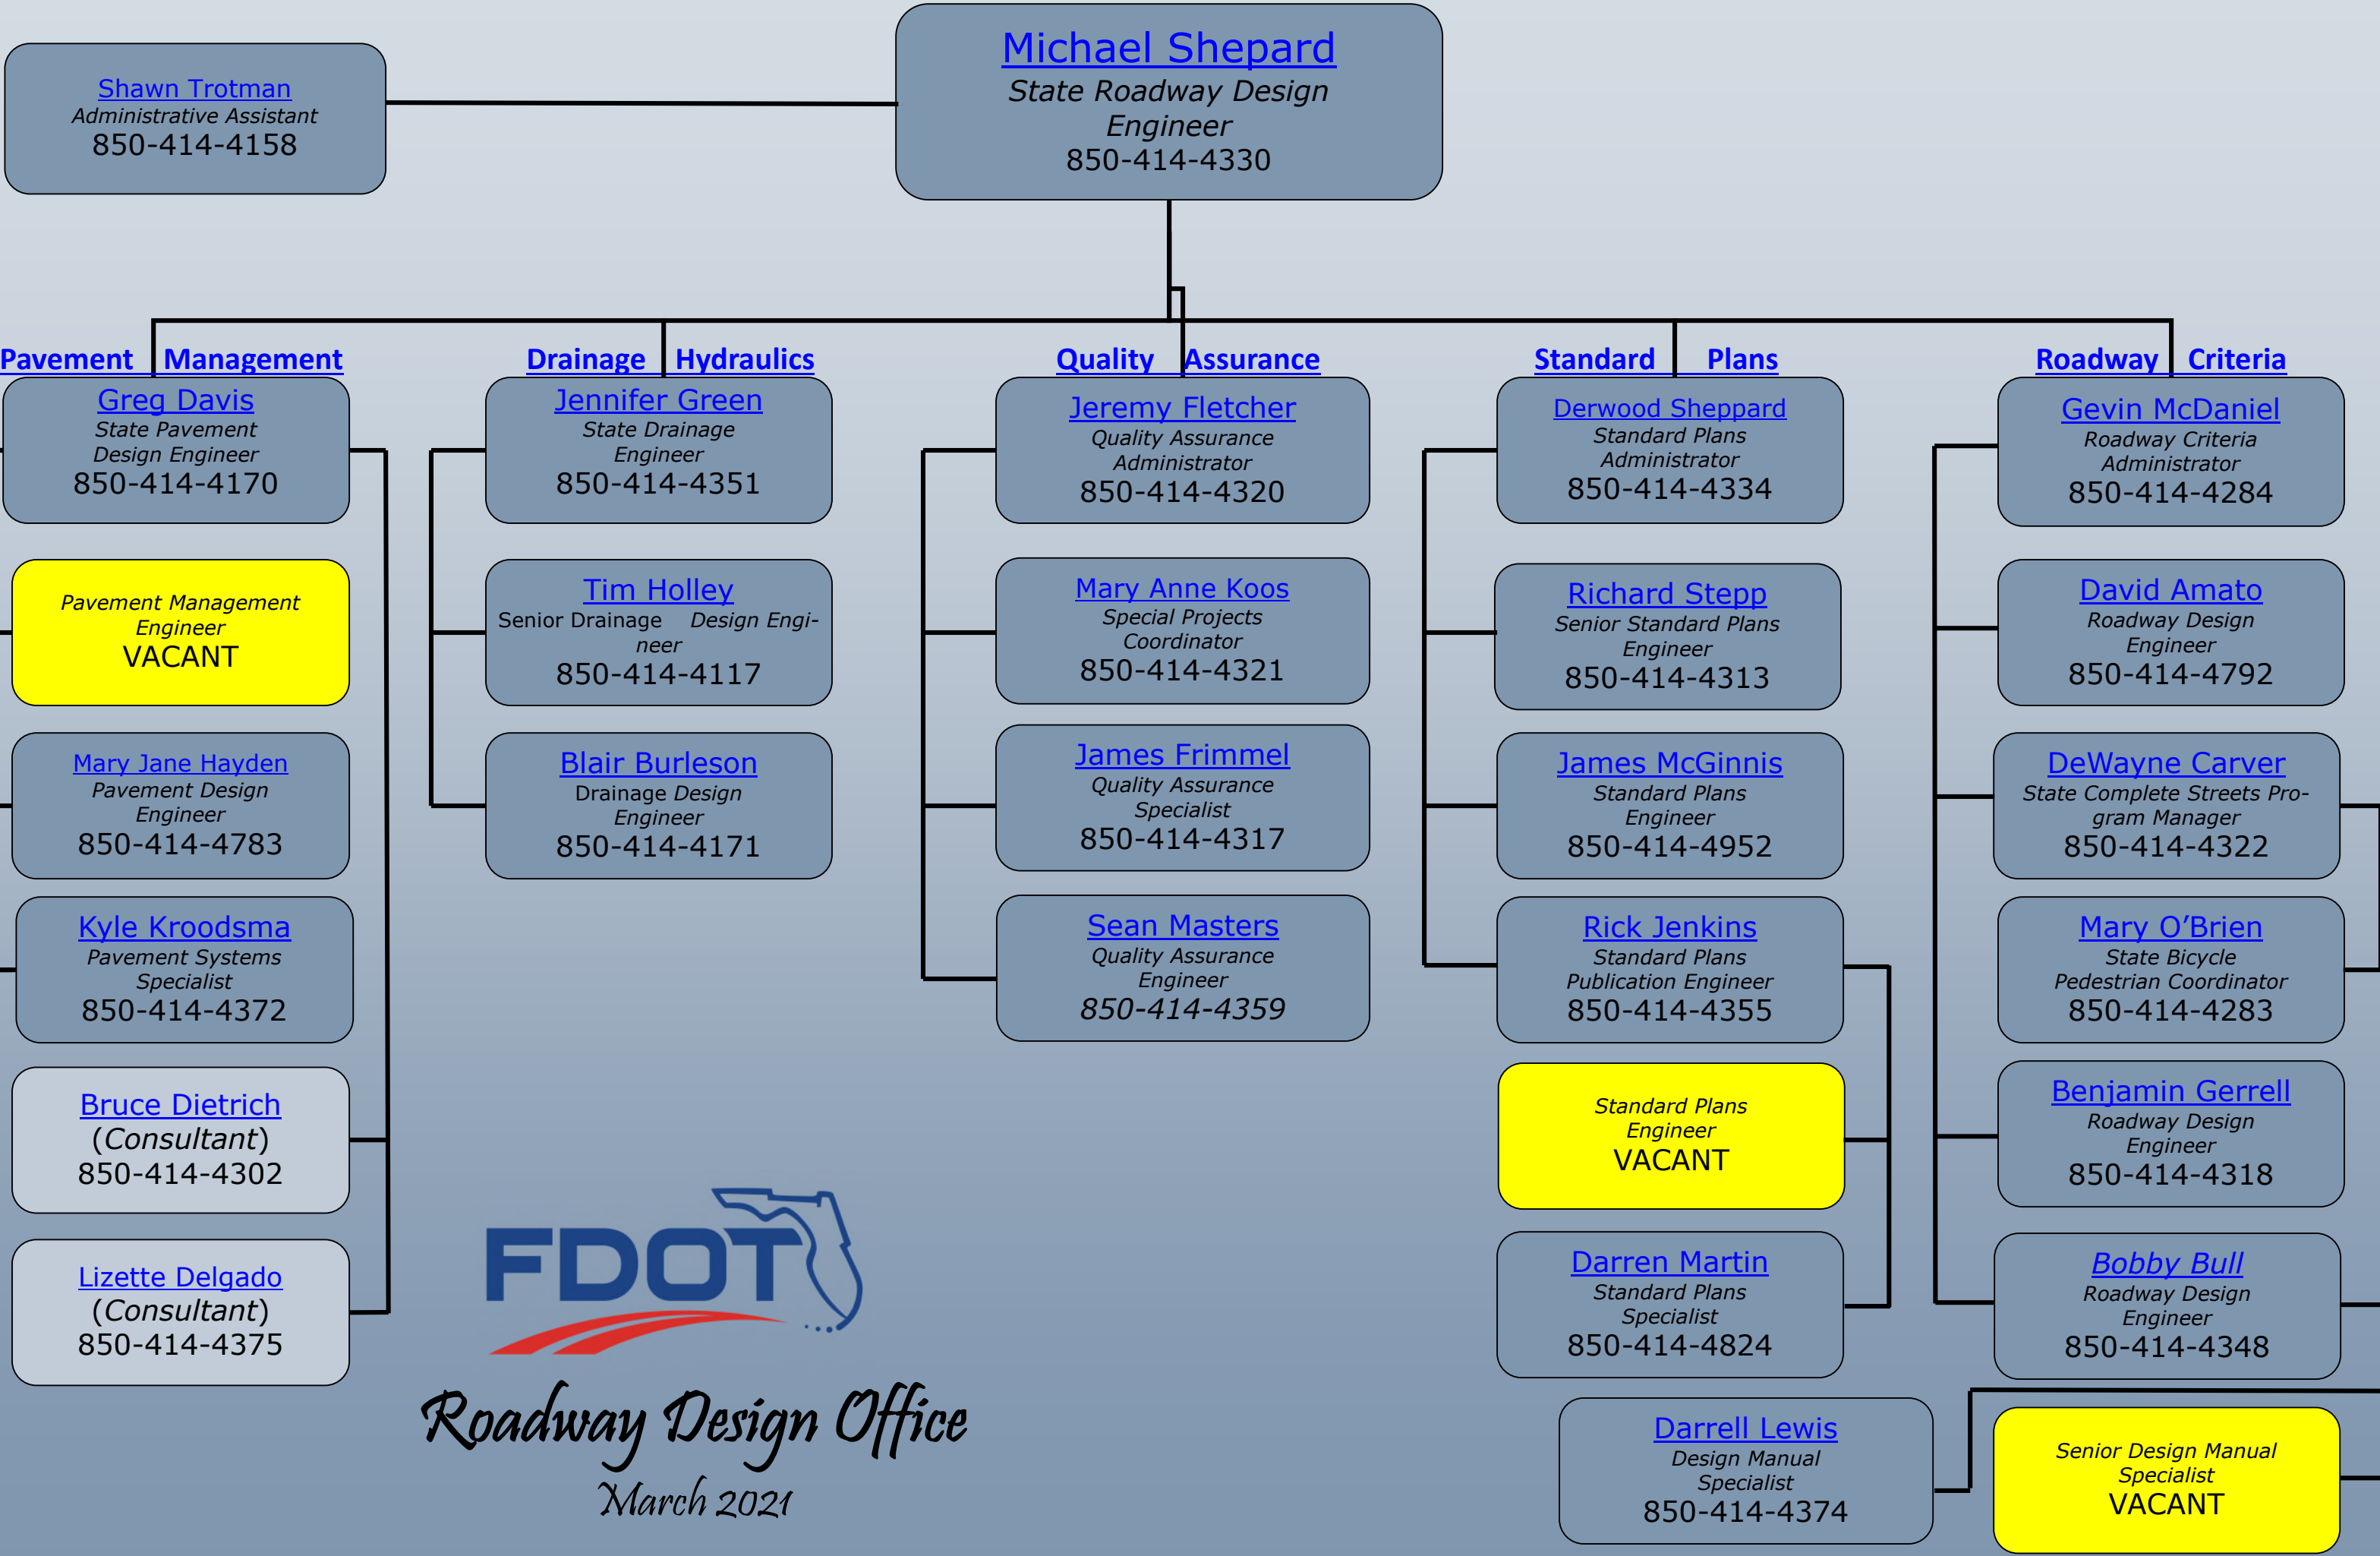 Michael Shepard
State Roadway Design
Engineer
850-414-4330
Shawn Trotman
Administrative Assistant
850-414-4158
Pavement Management
Greg Davis
State Pavement
Design Engineer
850-414-4170
Pavement Management
Engineer
VACANT
Mary Jane Hayden
Pavement Design
Engineer
850-414-4783
Kyle Kroodsma
Pavement Systems
Specialist
850-414-4372
Bruce Dietrich
(Consultant)
850-414-4302
Lizette Delgado
(Consultant)
850-414-4375
Drainage Hydraulics
Jennifer Green
State Drainage
Engineer
850-414-4351
Tim Holley
Senior Drainage Design Engi-
neer
850-414-4117
Blair Burleson
Drainage Design
Engineer
850-414-4171
Quality Assurance
Jeremy Fletcher
Quality Assurance
Administrator
850-414-4320
Mary Anne Koos
Special Projects
Coordinator
850-414-4321
James Frimmel
Quality Assurance
Specialist
850-414-4317
Sean Masters
Quality Assurance
Engineer
850-414-4359
Standard Plans
Derwood Sheppard
Standard Plans
Administrator
850-414-4334
Richard Stepp
Senior Standard Plans
Engineer
850-414-4313
James McGinnis
Standard Plans
Engineer
850-414-4952
Rick Jenkins
Standard Plans
Publication Engineer
850-414-4355
Standard Plans
Engineer
VACANT
Darren Martin
Standard Plans
Specialist
850-414-4824
Roadway Criteria
Gevin McDaniel
Roadway Criteria
Administrator
850-414-4284
David Amato
Roadway Design
Engineer
850-414-4792
DeWayne Carver
State Complete Streets Pro-
gram Manager
850-414-4322
Mary O’Brien
State Bicycle
Pedestrian Coordinator
850-414-4283
Benjamin Gerrell
Roadway Design
Engineer
850-414-4318
Bobby Bull
Roadway Design
Engineer
850-414-4348
Darrell Lewis
Design Manual
Specialist
850-414-4374
Senior Design Manual
Specialist
VACANT
FDOT
Roadway Design Office
March 2021